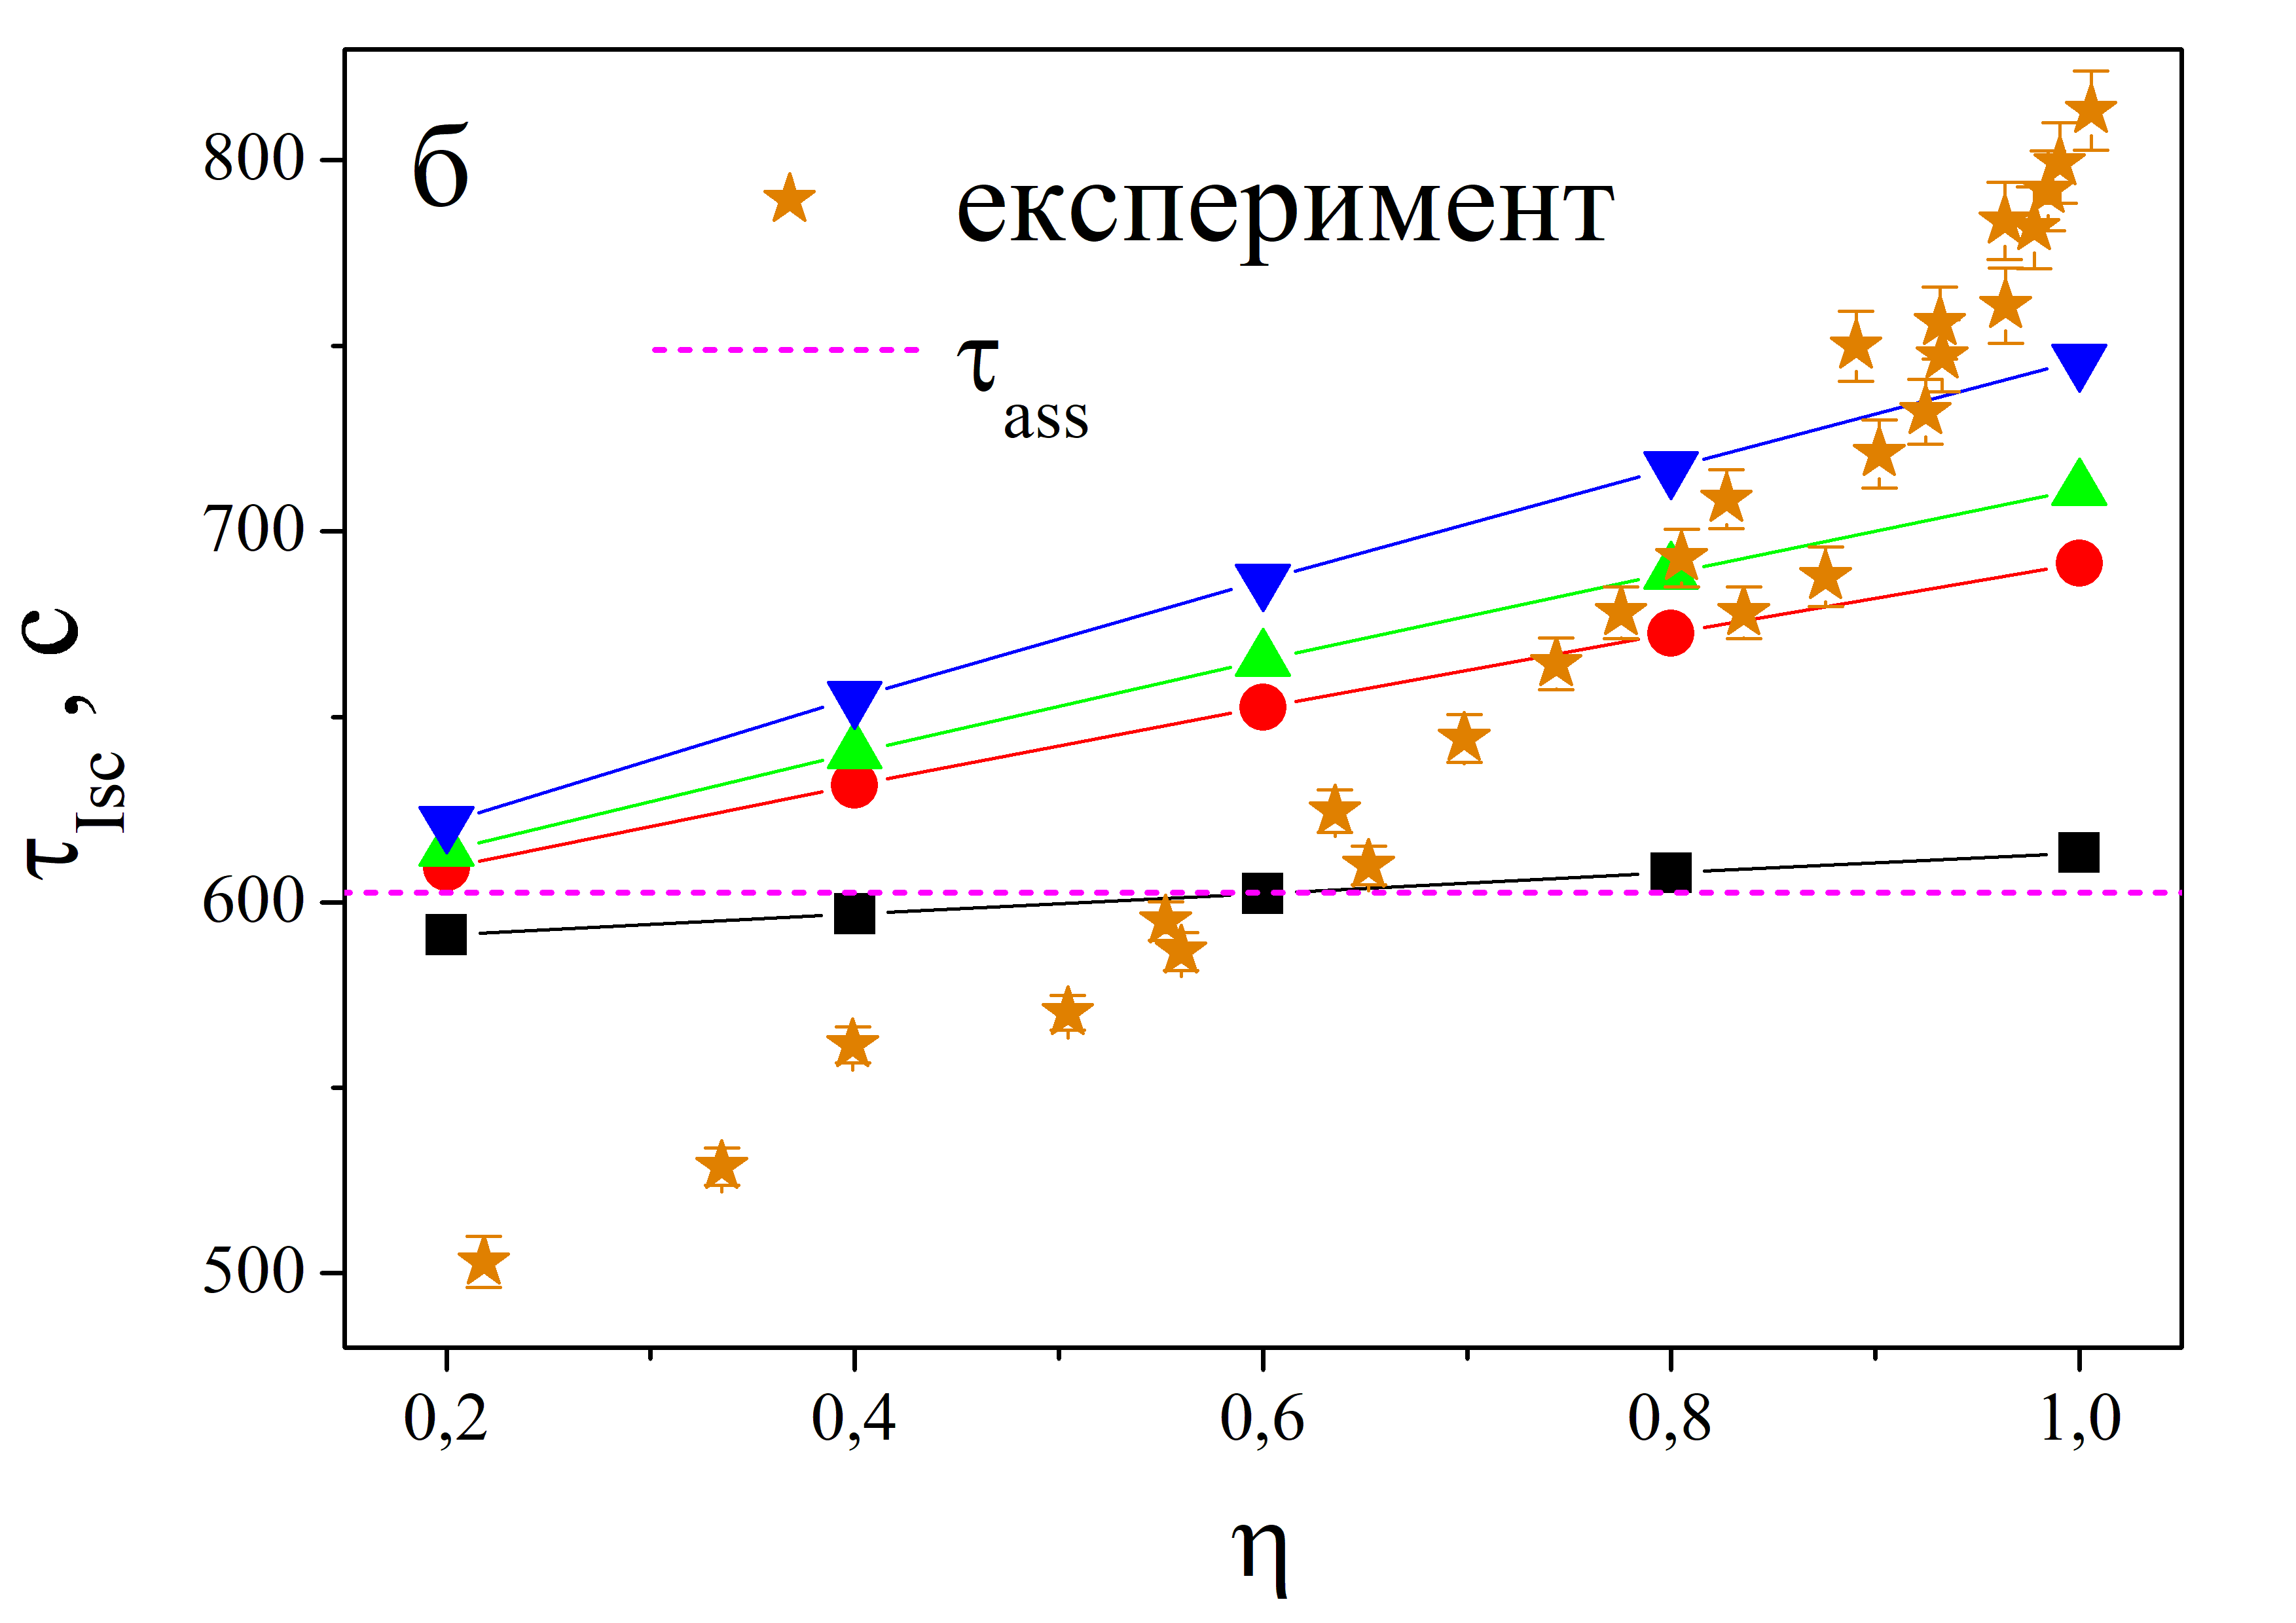 б
експеримент
τass
τIsc , с
800
700
600
500
0,2 0,4 0,6 0,8 1,0
η